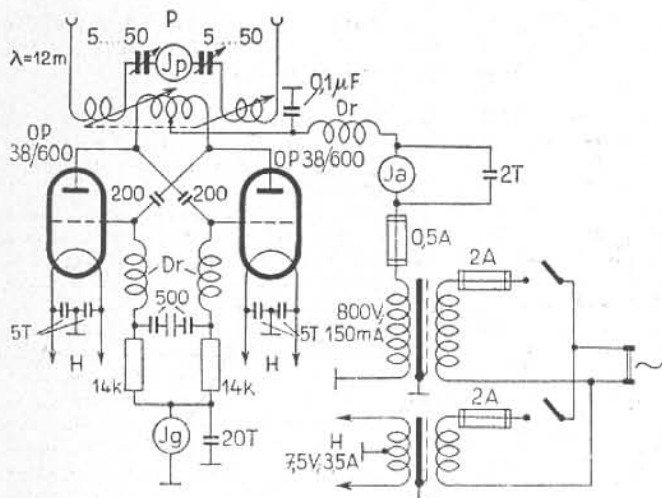 P
5....50
5....50
Jp
λ=12m
0,1μF
Dr
OP
38/600
OP
38/600
200
200
Ja
2T
0,5A
2A
Dr
800V
150mA
500
5T
5T
H
H
14k
14k
2A
Jg
20T
H
7,5V/3,5A